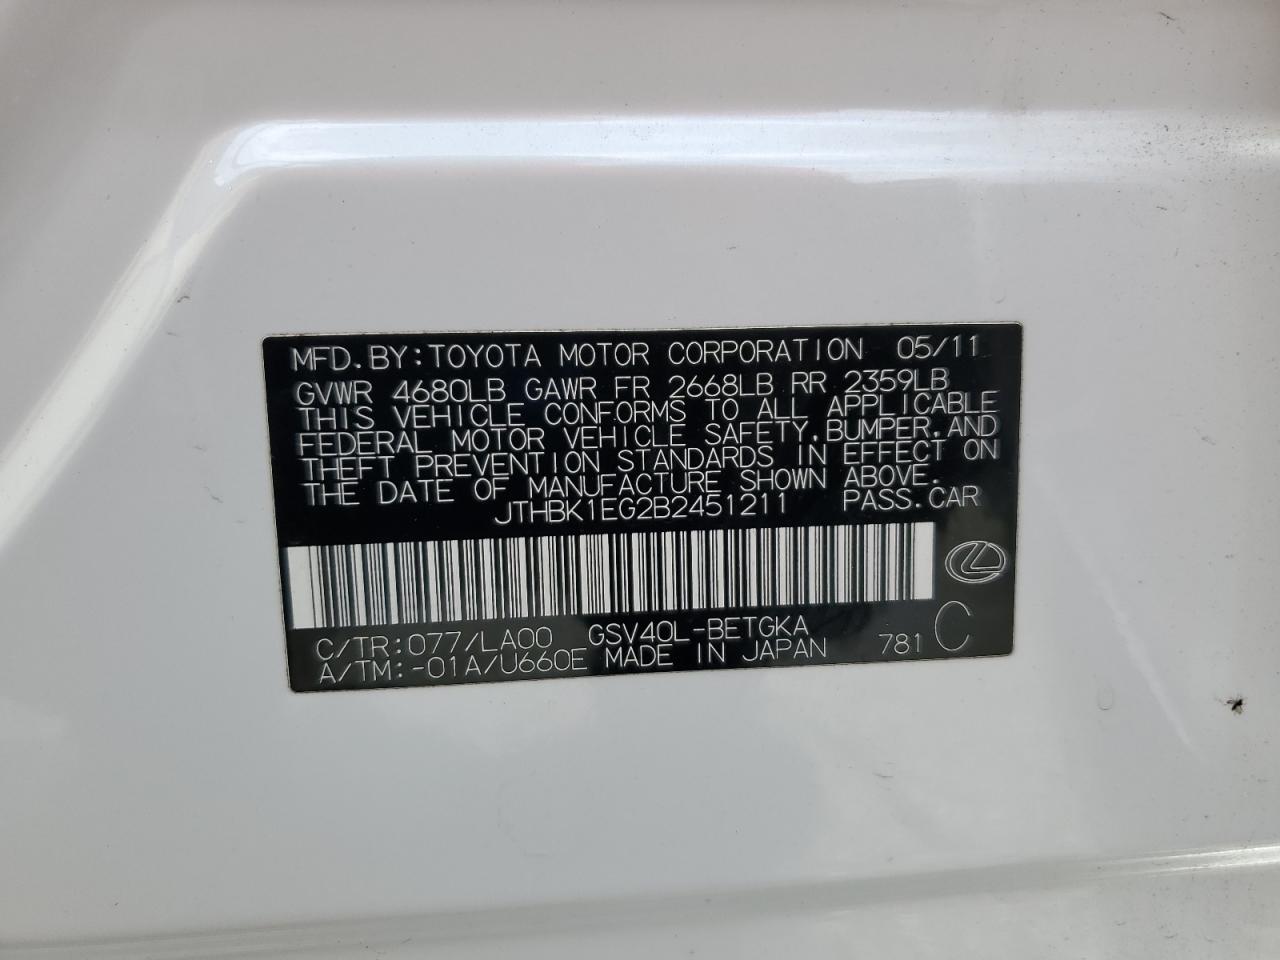 MFD.BY:TOYOTA MOTOR CORPORATION 05/11
GVWR 4680LB GAWR FR 2668LB RR 2359LB
THIS VEHICLE CONFORMS TO ALL APPLICABLE
FEDERAL MOTOR VEHICLE SAFETY,BUMPER,AND
THEFT PREVENTION STANDARDS IN EFFECT ON
THE DATE OF MANUFACTURE SHOWN ABOVE.
JTHBK1EG2B2451211 PASS.CAR
C/TR:077/LA00 GSV40L-BETGKA
A/TM:-01A/U660E MADE IN JAPAN 781 C